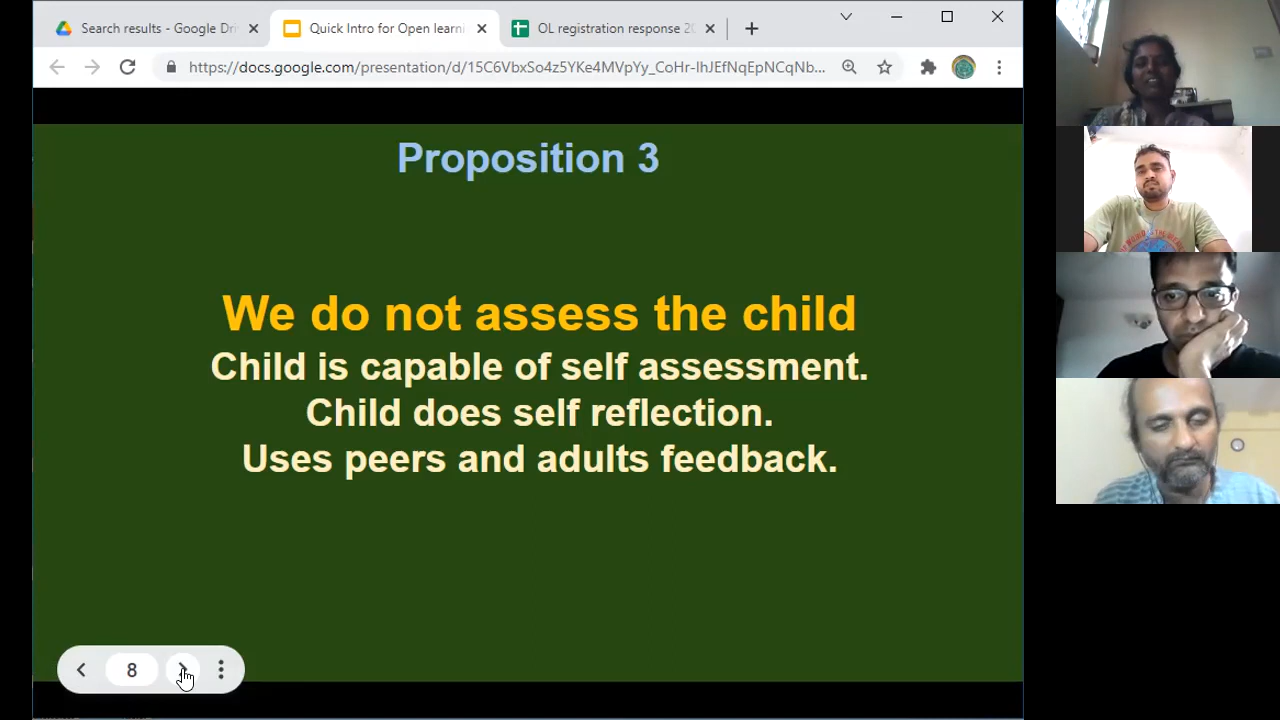 Search results - Google Dri
Quick Intro for Open learni
OL registration response 20
https://docs.google.com/presentation/d/15C6VbxSo4z5YKe4MVpYy_CoHr-IhJEfNqEpNCqNb...
Proposition 3
We do not assess the child
Child is capable of self assessment.
Child does self reflection.
Uses peers and adults feedback.
8